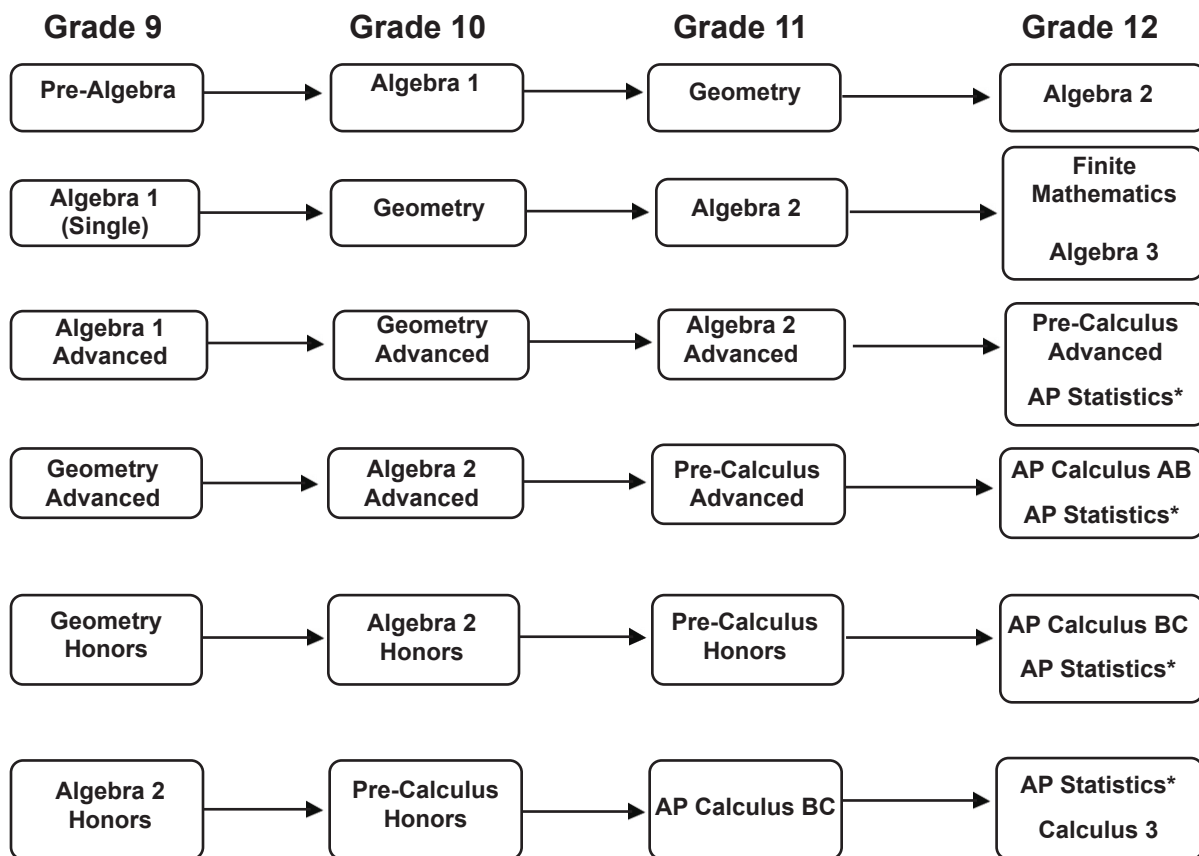 Grade 9
Grade 10
Grade 11
Grade 12
Pre-Algebra
Algebra 1
Geometry
Algebra 2
Algebra 1
(Single)
Geometry
Algebra 2
Finite
Mathematics
Algebra 3
Algebra 1
Advanced
Geometry
Advanced
Algebra 2
Advanced
Pre-Calculus
Advanced
AP Statistics*
Geometry
Advanced
Algebra 2
Advanced
Pre-Calculus
Advanced
AP Calculus AB
AP Statistics*
Geometry
Honors
Algebra 2
Honors
Pre-Calculus
Honors
AP Calculus BC
AP Statistics*
Algebra 2
Honors
Pre-Calculus
Honors
AP Calculus BC
AP Statistics*
Calculus 3